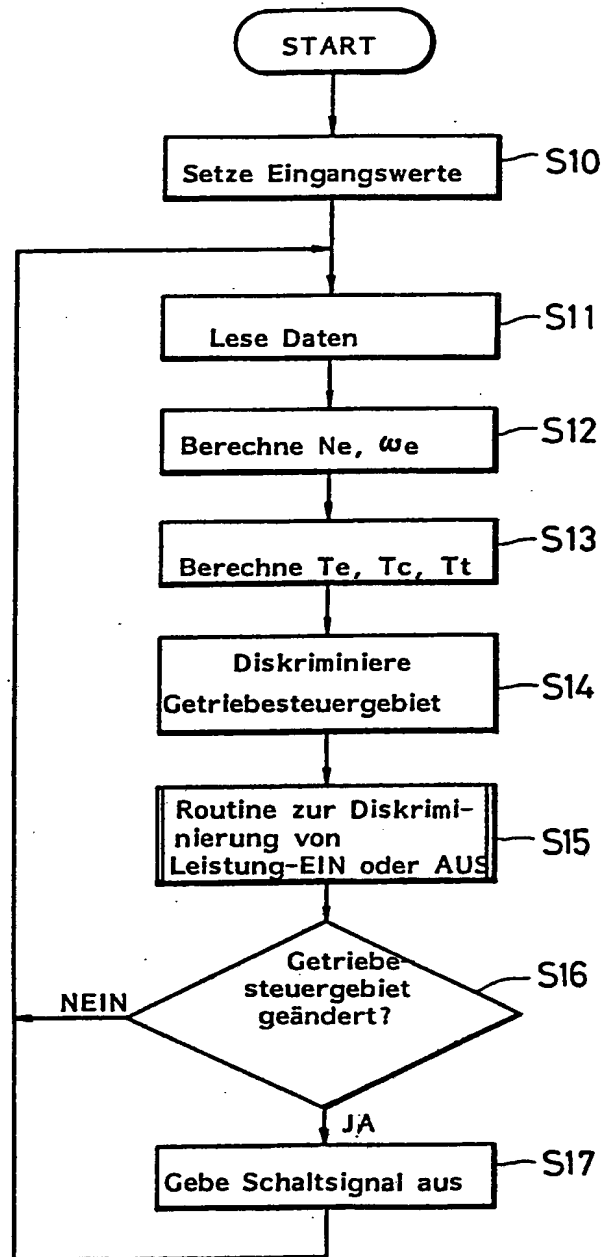 START
Setze Eingangswerte
S10
Lese Daten
S11
Berechne Ne, ωe
S12
Berechne Te, Tc, Tt
S13
Diskriminiere
Getriebesteuergebiet
S14
Routine zur Diskrimi-
nierung von
Leistung-EIN oder AUS
S15
Getriebe-
steuergebiet
geändert?
S16
NEIN
JA
Gebe Schaltsignal aus
S17